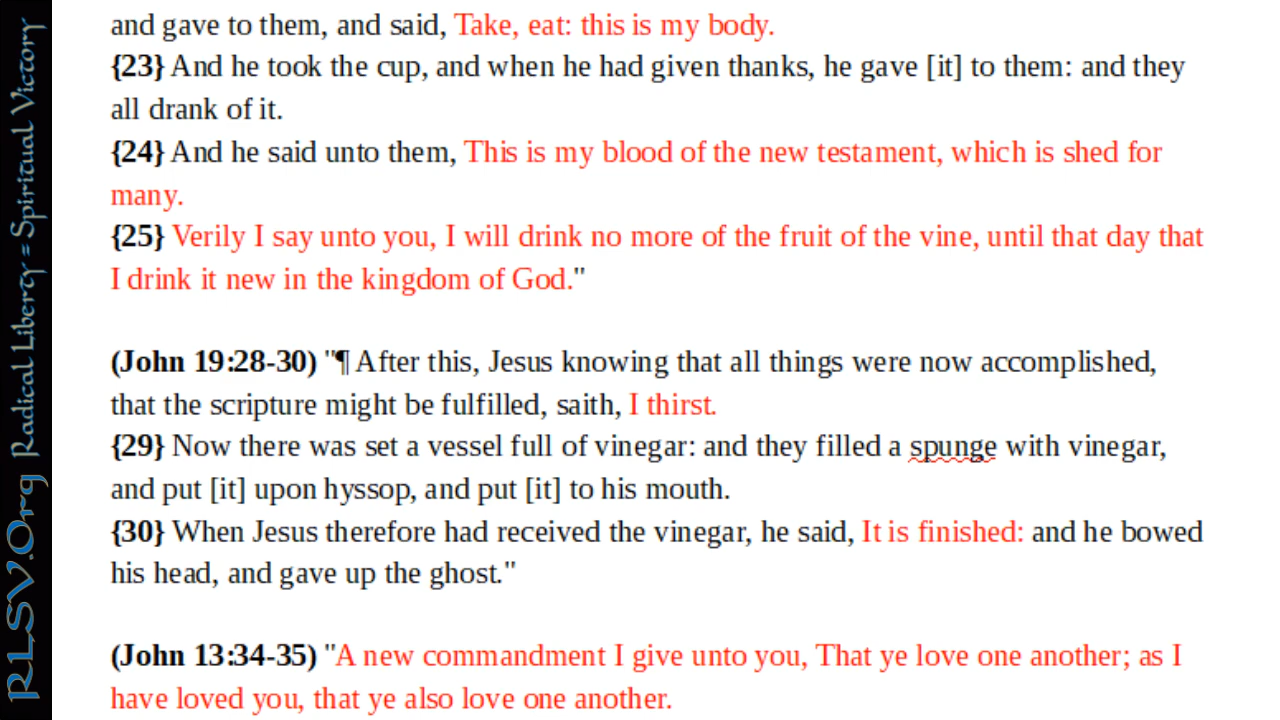 and gave to them, and said, Take, eat: this is my body.
{23} And he took the cup, and when he had given thanks, he gave [it] to them: and they
all drank of it.
{24} And he said unto them, This is my blood of the new testament, which is shed for
many.
{25} Verily I say unto you, I will drink no more of the fruit of the vine, until that day that
I drink it new in the kingdom of God."
(John 19:28-30) "¶ After this, Jesus knowing that all things were now accomplished,
that the scripture might be fulfilled, saith, I thirst.
{29} Now there was set a vessel full of vinegar: and they filled a spunge with vinegar,
and put [it] upon hyssop, and put [it] to his mouth.
{30} When Jesus therefore had received the vinegar, he said, It is finished: and he bowed
his head, and gave up the ghost."
(John 13:34-35) "A new commandment I give unto you, That ye love one another; as I
have loved you, that ye also love one another.
RLSV.Org Radical Liberty = Spiritual Victory